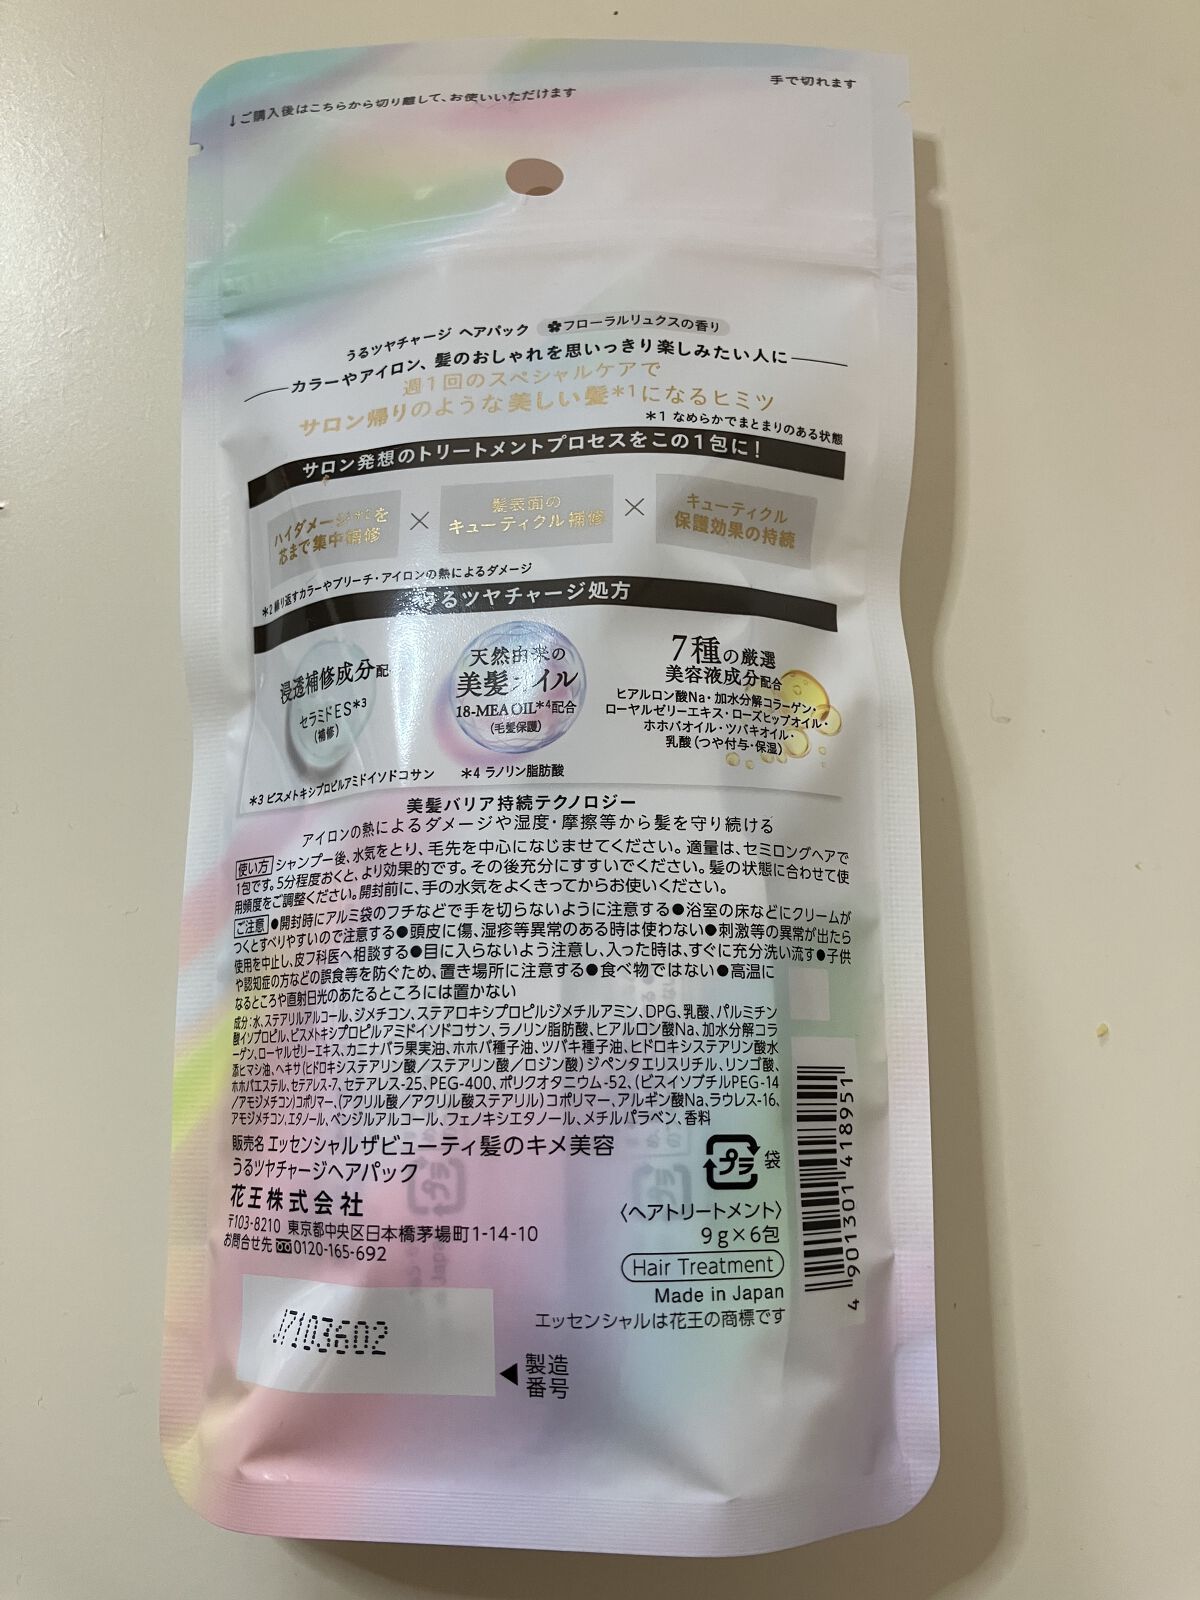 ↓ご購入後はこちらから切り離して、お使いいただけます
手で切れます
うるツヤチャージ ヘアパック フローラルリュクスの香り
カラーやアイロン、髪のおしゃれを思いっきり楽しみたい人に
週1回のスペシャルケアで
サロン帰りのような美しい髪*1になるヒミツ
*1 なめらかでまとまりのある状態
サロン発想のトリートメントプロセスをこの1包に!
ハイダメージ*2を
芯まで集中補修
×
髪表面の
キューティクル補修
×
キューティクル
保護効果の持続
*2 繰り返すカラーやブリーチ・アイロンの熱によるダメージ
うるツヤチャージ処方
浸透補修成分配
セラミドES*3
(補修)
天然由来の
美髪オイル
18-MEA OIL*4配合
(毛髪保護)
7種の厳選
美容液成分配合
ヒアルロン酸Na・加水分解コラーゲン・
ローヤルゼリーエキス・ローズヒップオイル・
ホホバオイル・ツバキオイル・
乳酸(つや付与・保湿)
*3 ビスメトキシプロピルアミドイソドコサン
*4 ラノリン脂肪酸
美髪バリア持続テクノロジー
アイロンの熱によるダメージや湿度・摩擦等から髪を守り続ける
使い方 シャンプー後、水気をとり、毛先を中心になじませてください。適量は、セミロングヘアで
1包です。5分程度おくと、より効果的です。その後充分にすすいでください。髪の状態に合わせて使
用頻度をご調整ください。開封前に、手の水気をよくきってからお使いください。
ご注意 ●開封時にアルミ袋のフチなどで手を切らないように注意する●浴室の床などにクリームが
つくとすべりやすいので注意する●頭皮に傷、湿疹等異常のある時は使わない●刺激等の異常が出たら
使用を中止し、皮フ科医へ相談する●目に入らないよう注意し、入った時は、すぐに充分洗い流す●子供
や認知症の方などの誤食等を防ぐため、置き場所に注意する●食べ物ではない●高温に
なるところや直射日光のあたるところには置かない
成分:水、ステアリルアルコール、ジメチコン、ステアロキシプロピルジメチルアミン、DPG、乳酸、パルミチン
酸イソプロピル、ビスメトキシプロピルアミドイソドコサン、ラノリン脂肪酸、ヒアルロン酸Na、加水分解コラ
ーゲン、ローヤルゼリーエキス、カニナバラ果実油、ホホバ種子油、ツバキ種子油、ヒドロキシステアリン酸水
添ヒマシ油、ヘキサ(ヒドロキシステアリン酸/ステアリン酸/ロジン酸)ジペンタエリスリチル、リンゴ酸、
ホホバエステル、セテアレス-7、セテアレス-25、PEG-400、ポリクオタニウム-52、(ビスイソブチルPEG-14
/アモジメチコン)コポリマー、(アクリル酸/アクリル酸ステアリル)コポリマー、アルギン酸Na、ラウレス-16、
アモジメチコン、エタノール、ベンジルアルコール、フェノキシエタノール、メチルパラベン、香料
販売名 エッセンシャルザビューティ髪のキメ美容
うるツヤチャージヘアパック
花王株式会社
〒103-8210 東京都中央区日本橋茅場町1-14-10
お問合せ先 0120-165-692
プラ 袋
〈ヘアトリートメント〉
9g×6包
Hair Treatment
Made in Japan
エッセンシャルは花王の商標です
4 901301 418951
J7103602
◀製造
番号